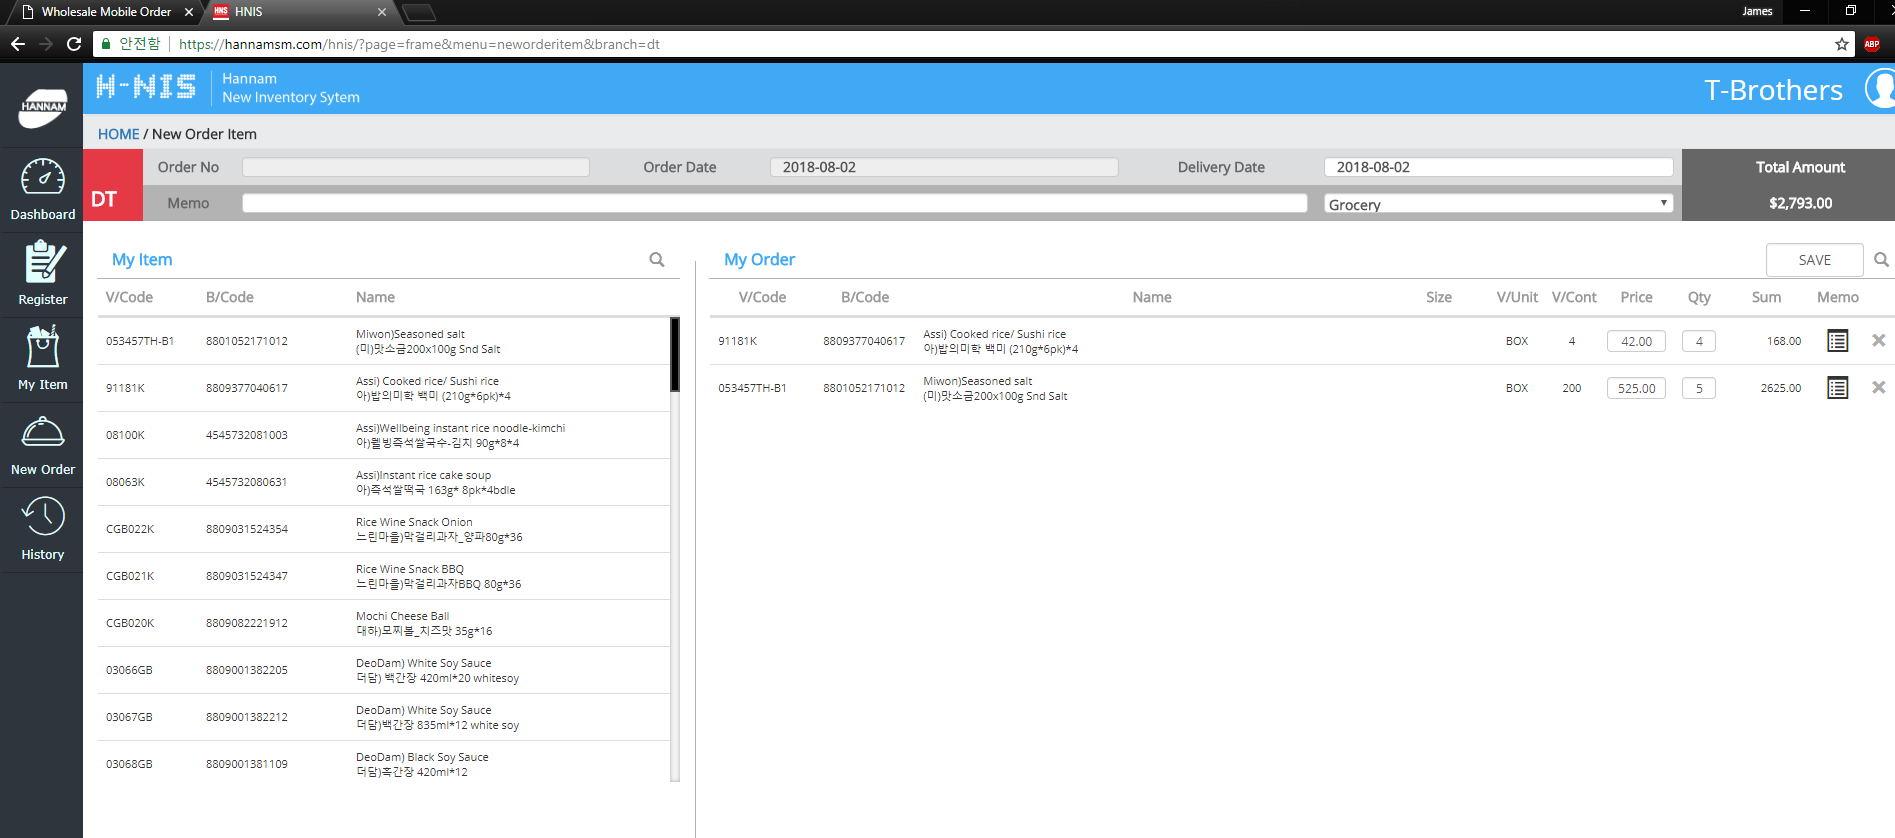 Wholesale Mobile Order
HNS HNIS
James
안전함 https://hannamsm.com/hnis/?page=frame&menu=neworderitem&branch=dt
ABP
HANNAM
H-NIS
Hannam
New Inventory Sytem
T-Brothers
HOME / New Order Item
DT
Order No
Order Date 2018-08-02
Delivery Date 2018-08-02
Total Amount
Memo
Grocery
$2,793.00
Dashboard
Register
My Item
New Order
History
My Item
V/Code B/Code Name
053457TH-B1 8801052171012 Miwon)Seasoned salt
(미)맛소금200x100g Snd Salt
91181K 8809377040617 Assi) Cooked rice/ Sushi rice
아)밥의미학 백미 (210g*6pk)*4
08100K 4545732081003 Assi)Wellbeing instant rice noodle-kimchi
아)웰빙즉석쌀국수-김치 90g*8*4
08063K 4545732080631 Assi)Instant rice cake soup
아)즉석쌀떡국 163g* 8pk*4bdle
CGB022K 8809031524354 Rice Wine Snack Onion
느린마을)막걸리과자_양파80g*36
CGB021K 8809031524347 Rice Wine Snack BBQ
느린마을)막걸리과자BBQ 80g*36
CGB020K 8809082221912 Mochi Cheese Ball
대하)모찌볼_치즈맛 35g*16
03066GB 8809001382205 DeoDam) White Soy Sauce
더담) 백간장 420ml*20 whitesoy
03067GB 8809001382212 DeoDam) White Soy Sauce
더담)백간장 835ml*12 white soy
03068GB 8809001381109 DeoDam) Black Soy Sauce
더담)흑간장 420ml*12
My Order
SAVE
V/Code B/Code Name Size V/Unit V/Cont Price Qty Sum Memo
91181K 8809377040617 Assi) Cooked rice/ Sushi rice
아)밥의미학 백미 (210g*6pk)*4
BOX 4 42.00 4 168.00
053457TH-B1 8801052171012 Miwon)Seasoned salt
(미)맛소금200x100g Snd Salt
BOX 200 525.00 5 2625.00